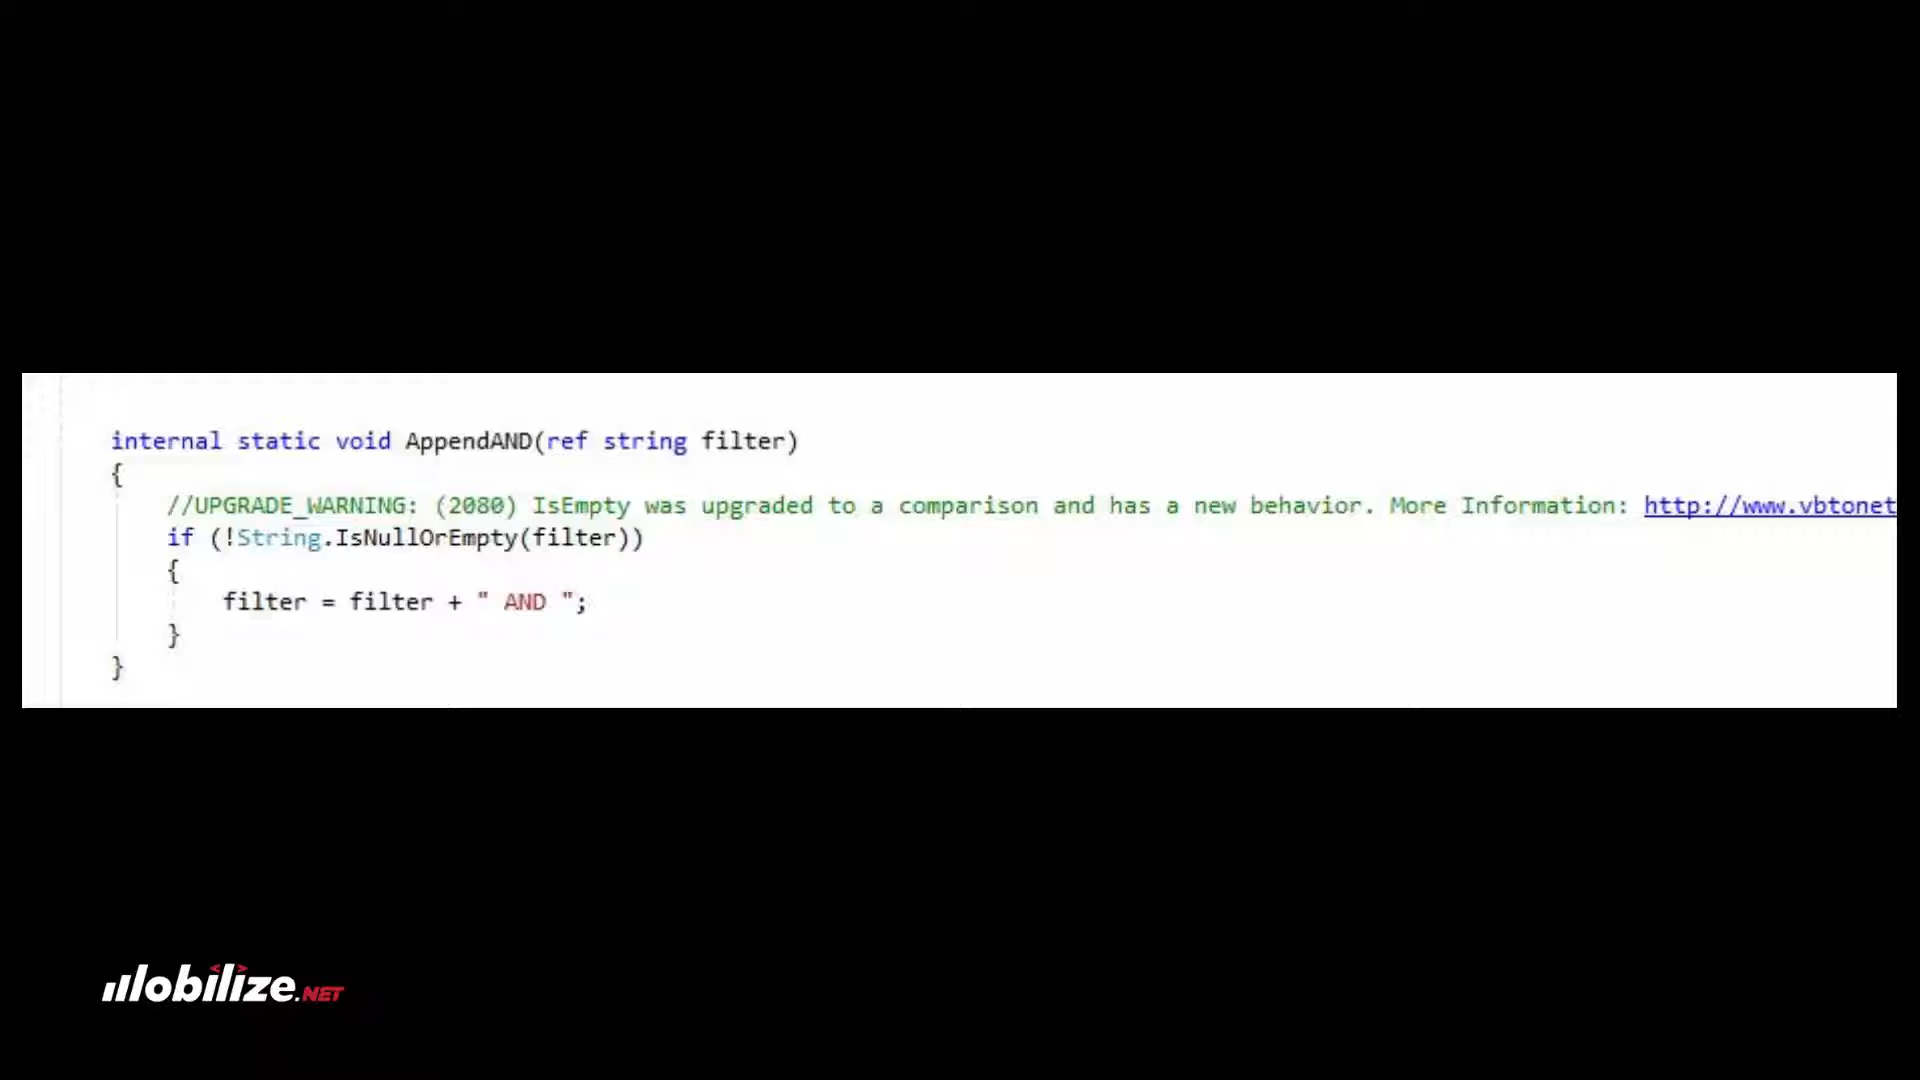 internal static void AppendAND(ref string filter)
{
//UPGRADE_WARNING: (2080) IsEmpty was upgraded to a comparison and has a new behavior. More Information: http://www.vbtonet
if (!String.IsNullOrEmpty(filter))
{
filter = filter + " AND ";
}
}
Mobilize.NET